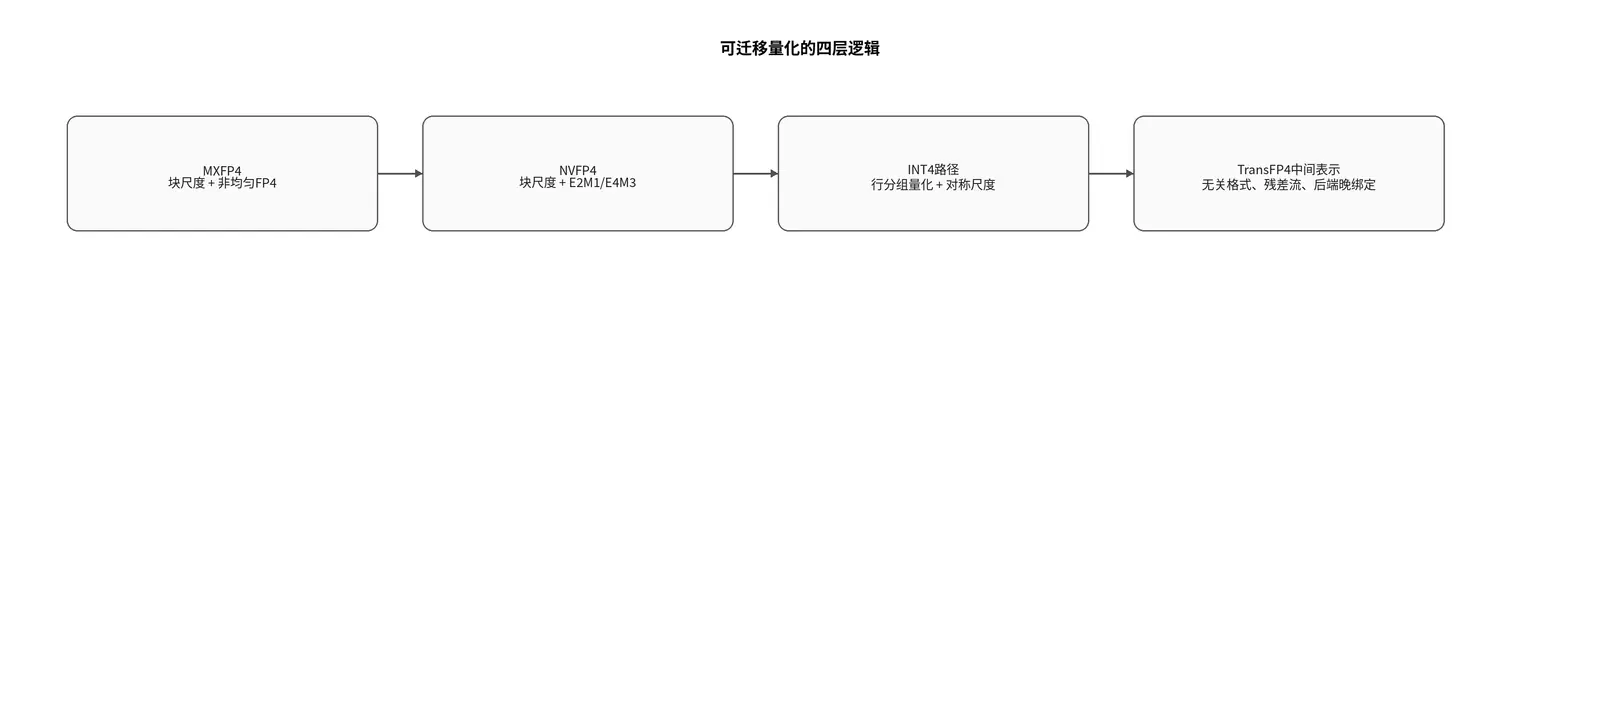 可迁移量化的四层逻辑
MXFP4
块尺度 + 非均匀FP4
NVFP4
块尺度 + E2M1/E4M3
INT4路径
行分组量化 + 对称尺度
TransFP4中间表示
无关格式、残差流、后端晚绑定